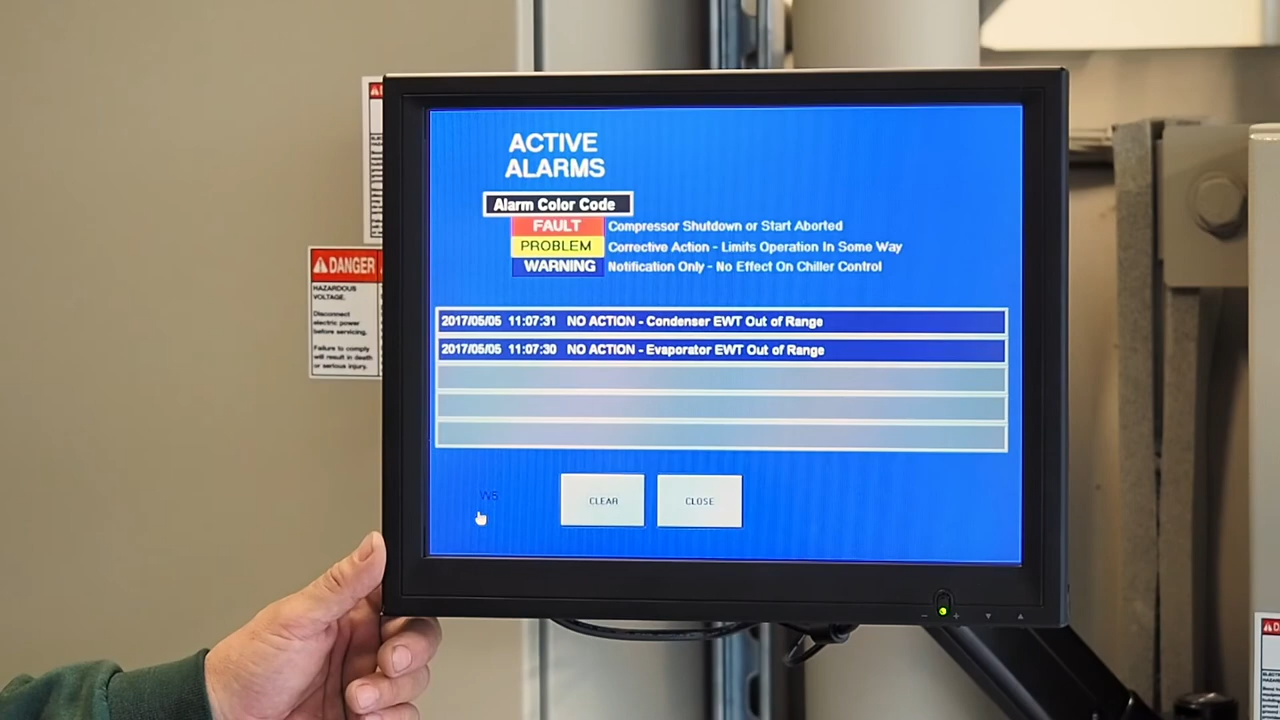 ACTIVE
ALARMS
Alarm Color Code
FAULT Compressor Shutdown or Start Aborted
PROBLEM Corrective Action - Limits Operation In Some Way
WARNING Notification Only - No Effect On Chiller Control
2017/05/05 11:07:31 NO ACTION - Condenser EWT Out of Range
2017/05/05 11:07:30 NO ACTION - Evaporator EWT Out of Range
W5
CLEAR CLOSE
DANGER
HAZARDOUS
VOLTAGE.
Disconnect
electric power
before servicing.
Failure to comply
will result in death
or serious injury.